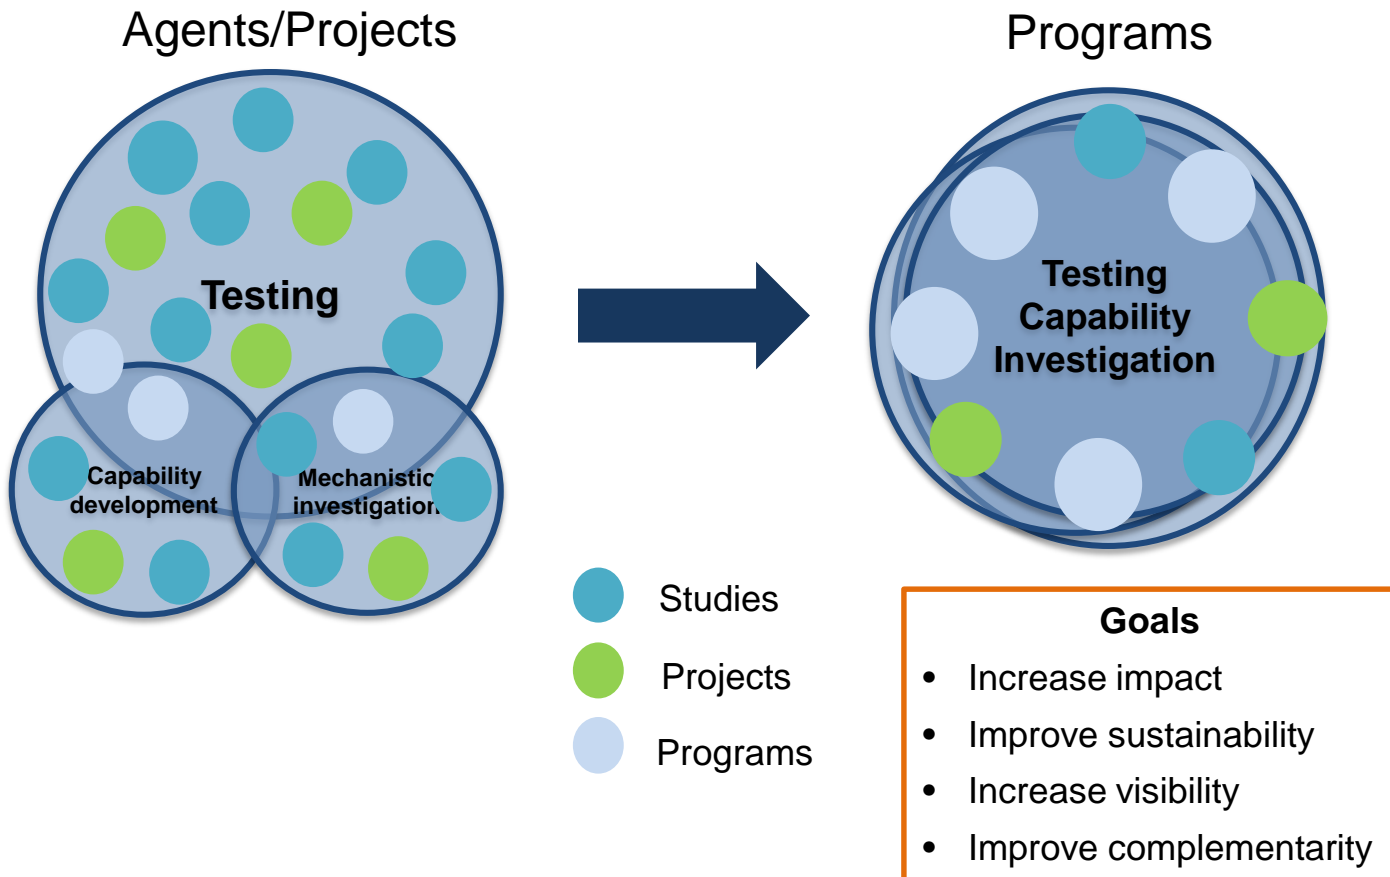 Agents/Projects
Programs
Testing
Capability
development
Mechanistic
investigation
Testing
Capability
Investigation
Studies
Projects
Programs
Goals
• Increase impact
• Improve sustainability
• Increase visibility
• Improve complementarity